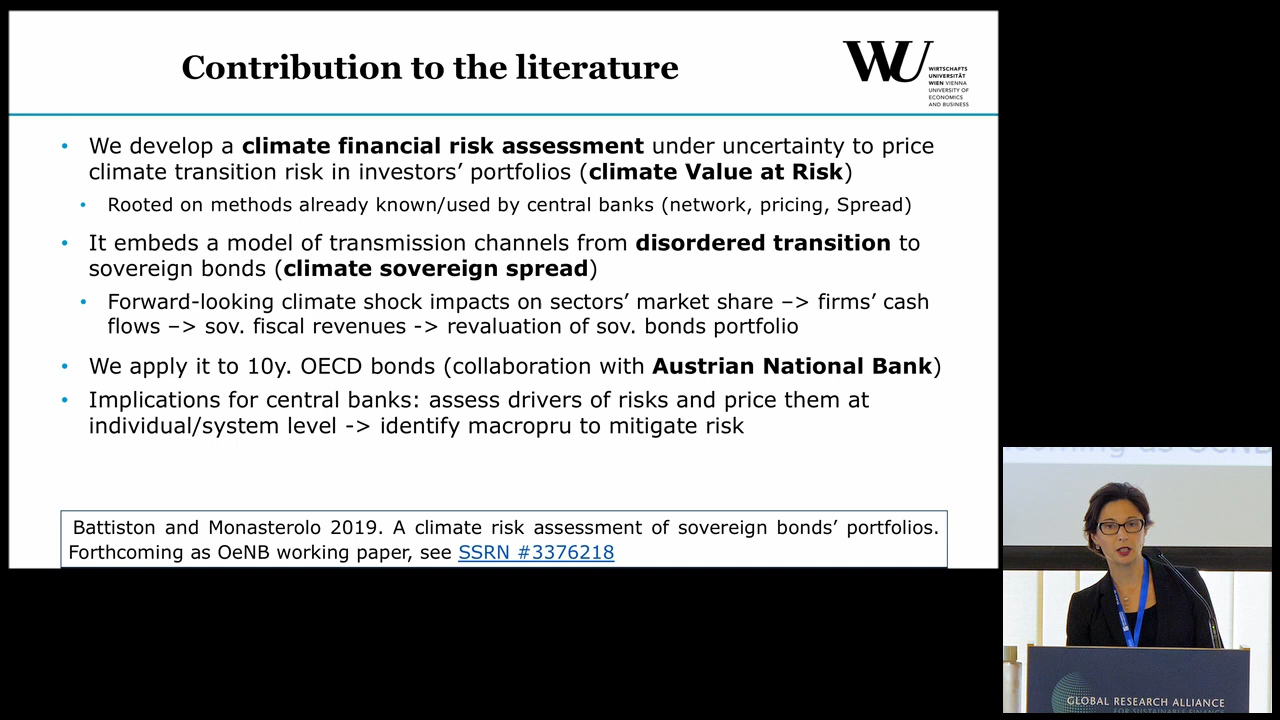 Contribution to the literature
WU
WIRTSCHAFTS
UNIVERSITÄT
WIEN VIENNA
UNIVERSITY OF
ECONOMICS
AND BUSINESS
• We develop a climate financial risk assessment under uncertainty to price
climate transition risk in investors’ portfolios (climate Value at Risk)
• Rooted on methods already known/used by central banks (network, pricing, Spread)
• It embeds a model of transmission channels from disordered transition to
sovereign bonds (climate sovereign spread)
• Forward-looking climate shock impacts on sectors’ market share –> firms’ cash
flows –> sov. fiscal revenues -> revaluation of sov. bonds portfolio
• We apply it to 10y. OECD bonds (collaboration with Austrian National Bank)
• Implications for central banks: assess drivers of risks and price them at
individual/system level -> identify macropru to mitigate risk
Battiston and Monasterolo 2019. A climate risk assessment of sovereign bonds’ portfolios.
Forthcoming as OeNB working paper, see SSRN #3376218
GLOBAL RESEARCH ALLIANCE
FOR SUSTAINABLE FINANCE